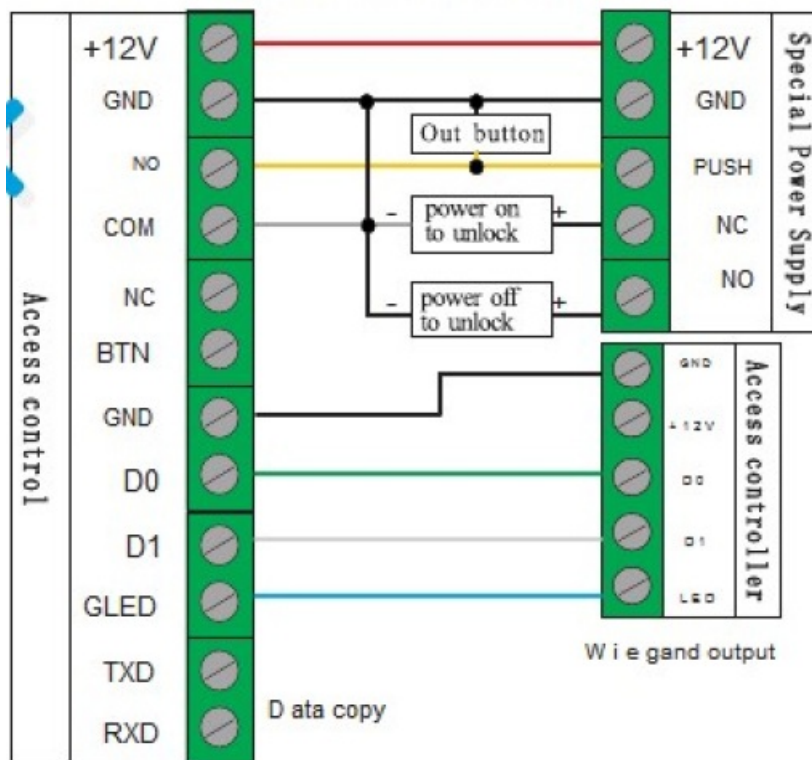 Access control
+12V
GND
NO
COM
NC
BTN
GND
D0
D1
GLED
TXD
RXD
Out button
- power on +
to unlock
- power off +
to unlock
Data copy
+12V
GND
PUSH
NC
NO
Special Power Supply
GND
+12V
D0
D1
LED
Access controller
Wiegand output